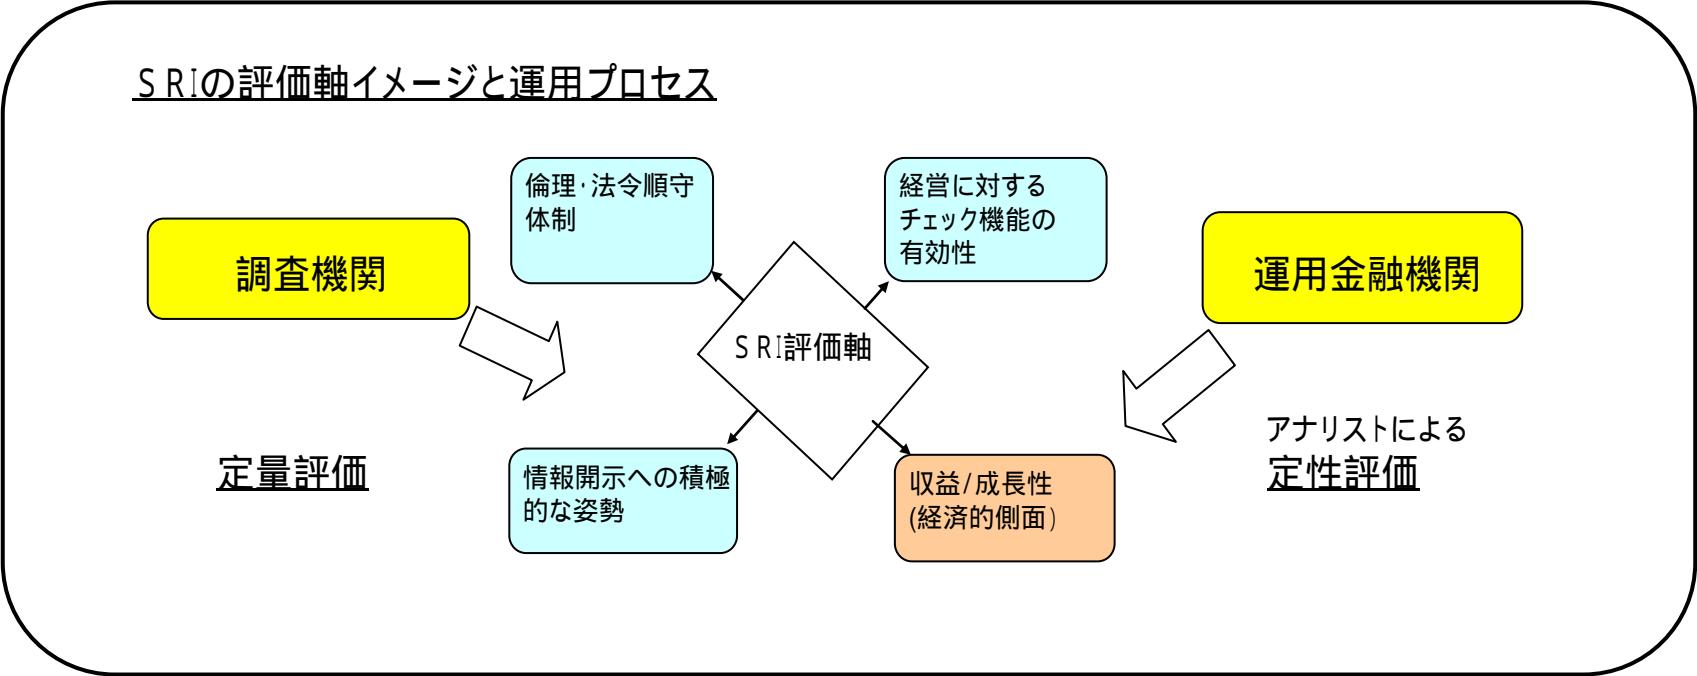 SRIの評価軸イメージと運用プロセス
倫理・法令順守
体制
経営に対する
チェック機能の
有効性
調査機関
運用金融機関
SRI評価軸
アナリストによる
定量評価
定性評価
情報開示への積極
的な姿勢
収益/成長性
(経済的側面)